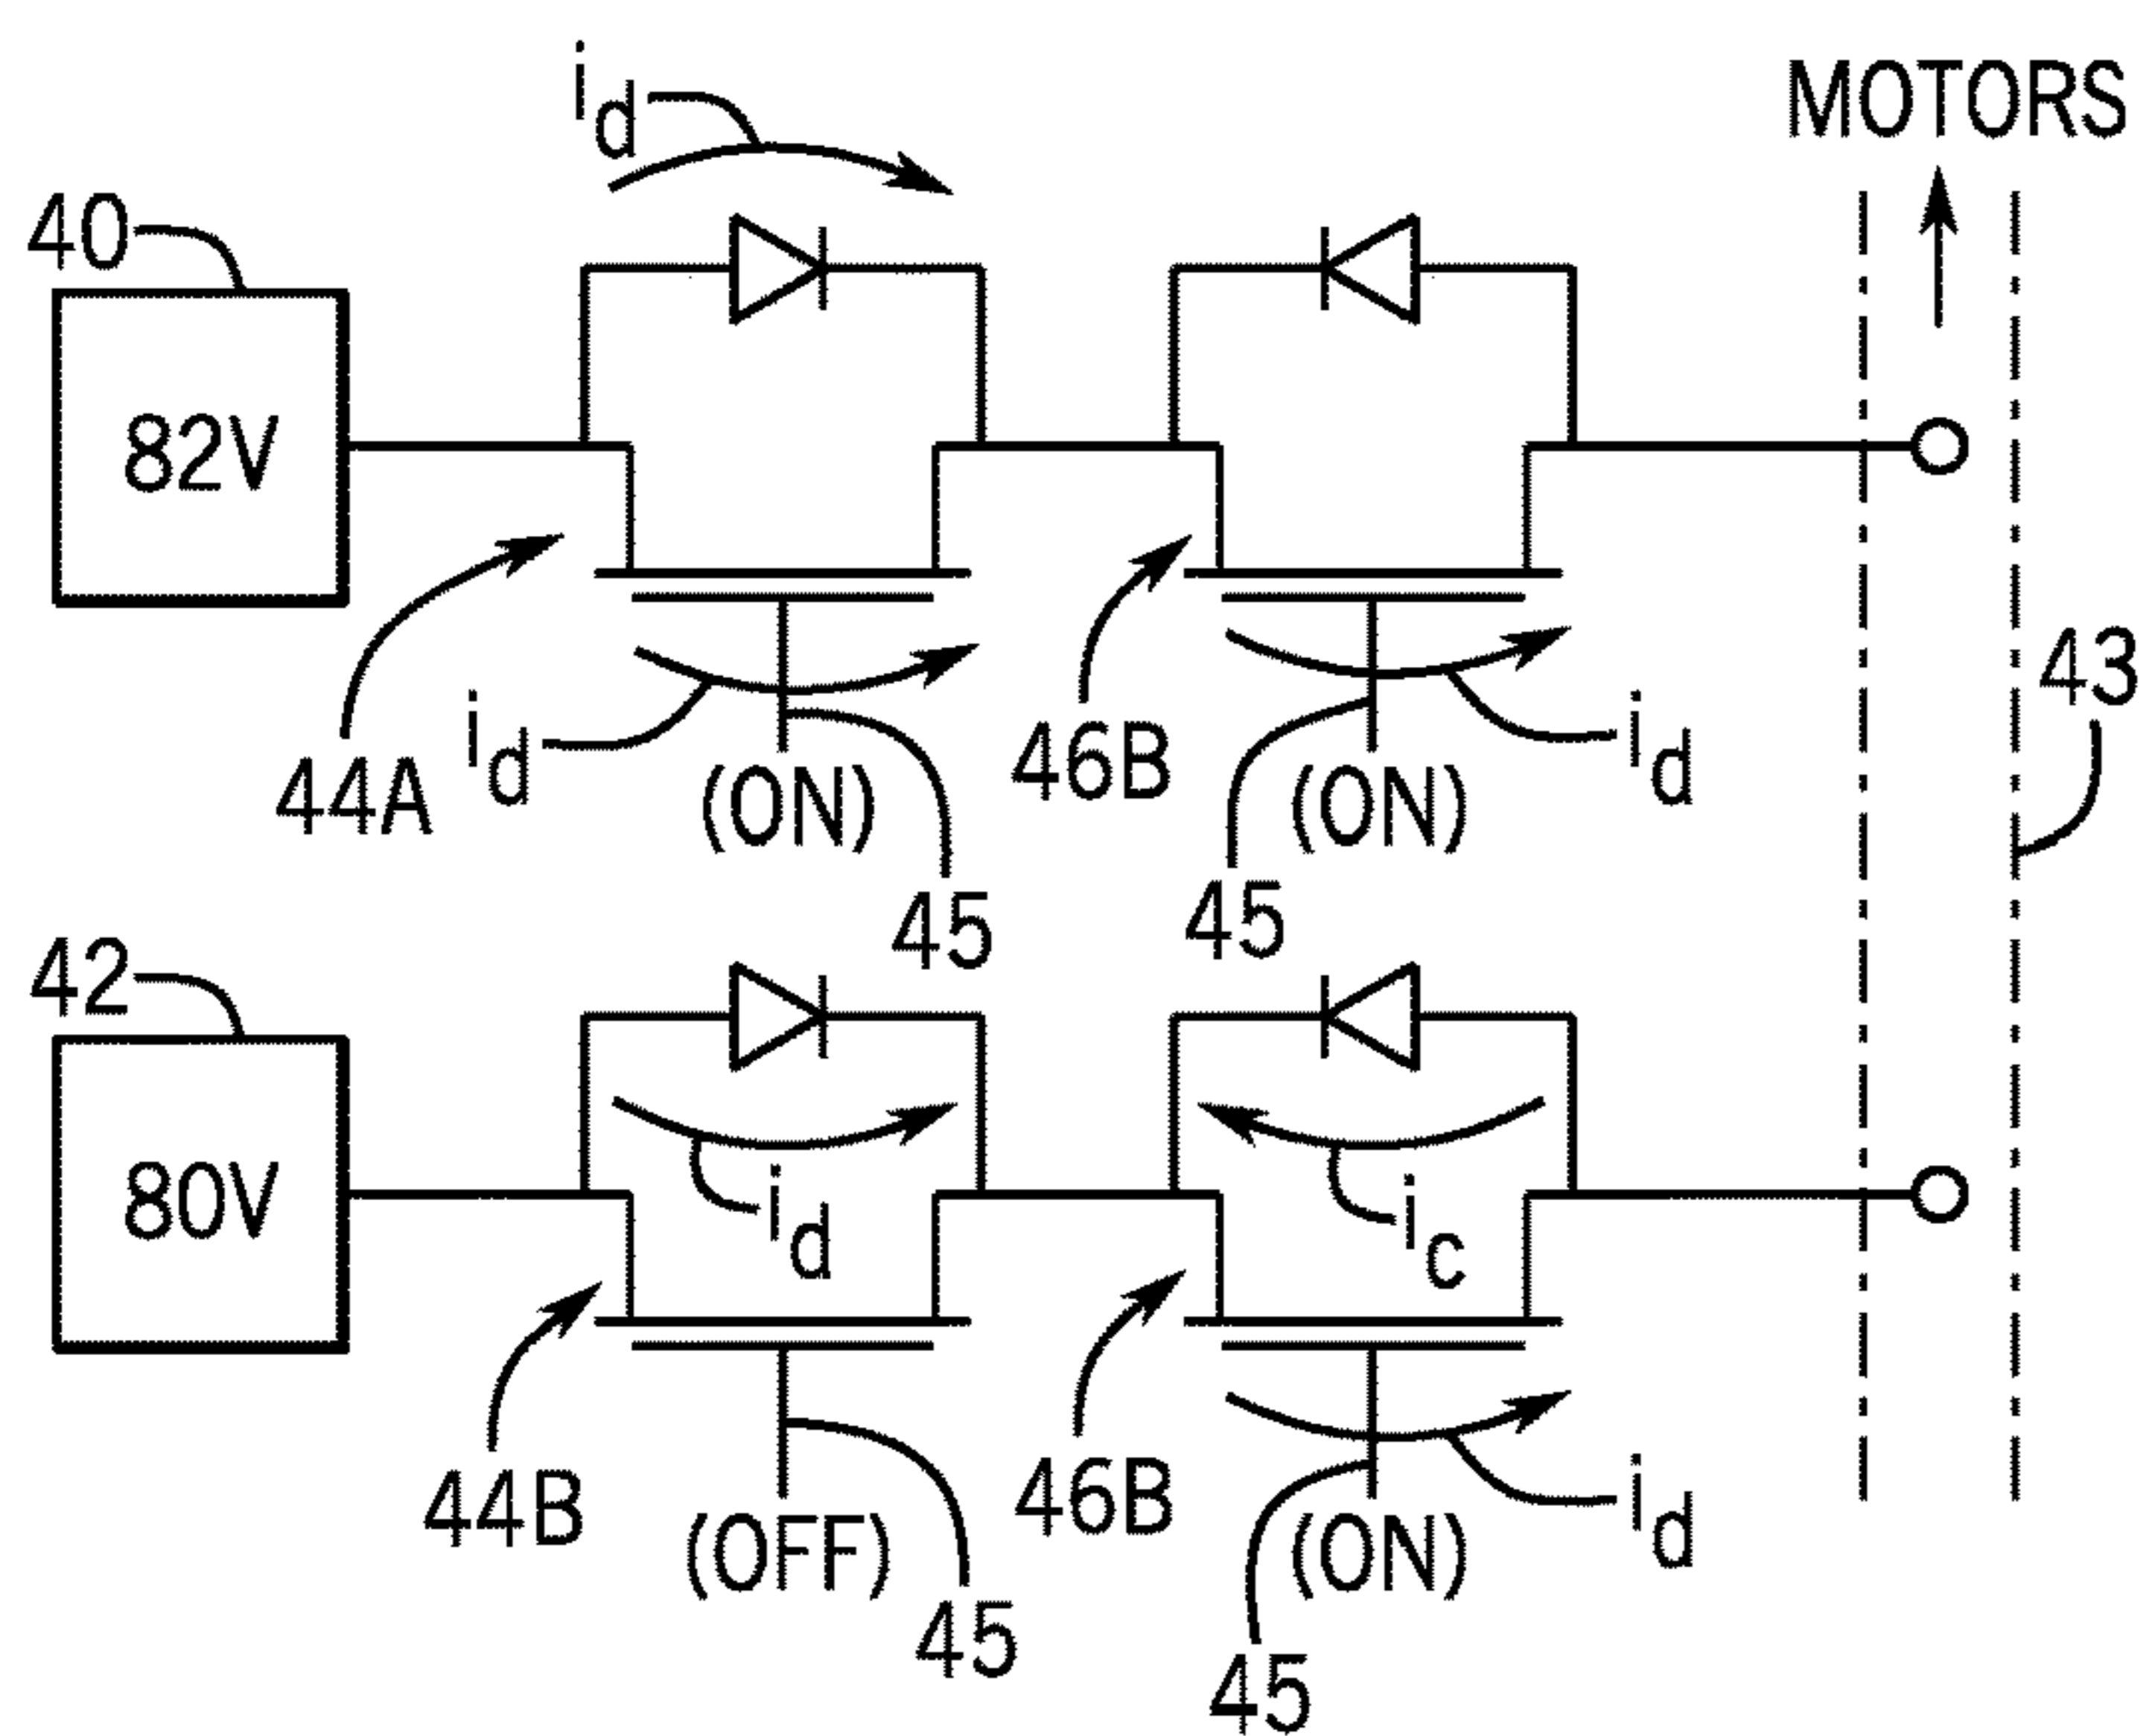 i_d
MOTORS
40
82V
43
44A
i_d
(ON)
46B
(ON)
i_d
45
45
42
80V
i_d
i_c
44B
(OFF)
46B
(ON)
i_d
45
45